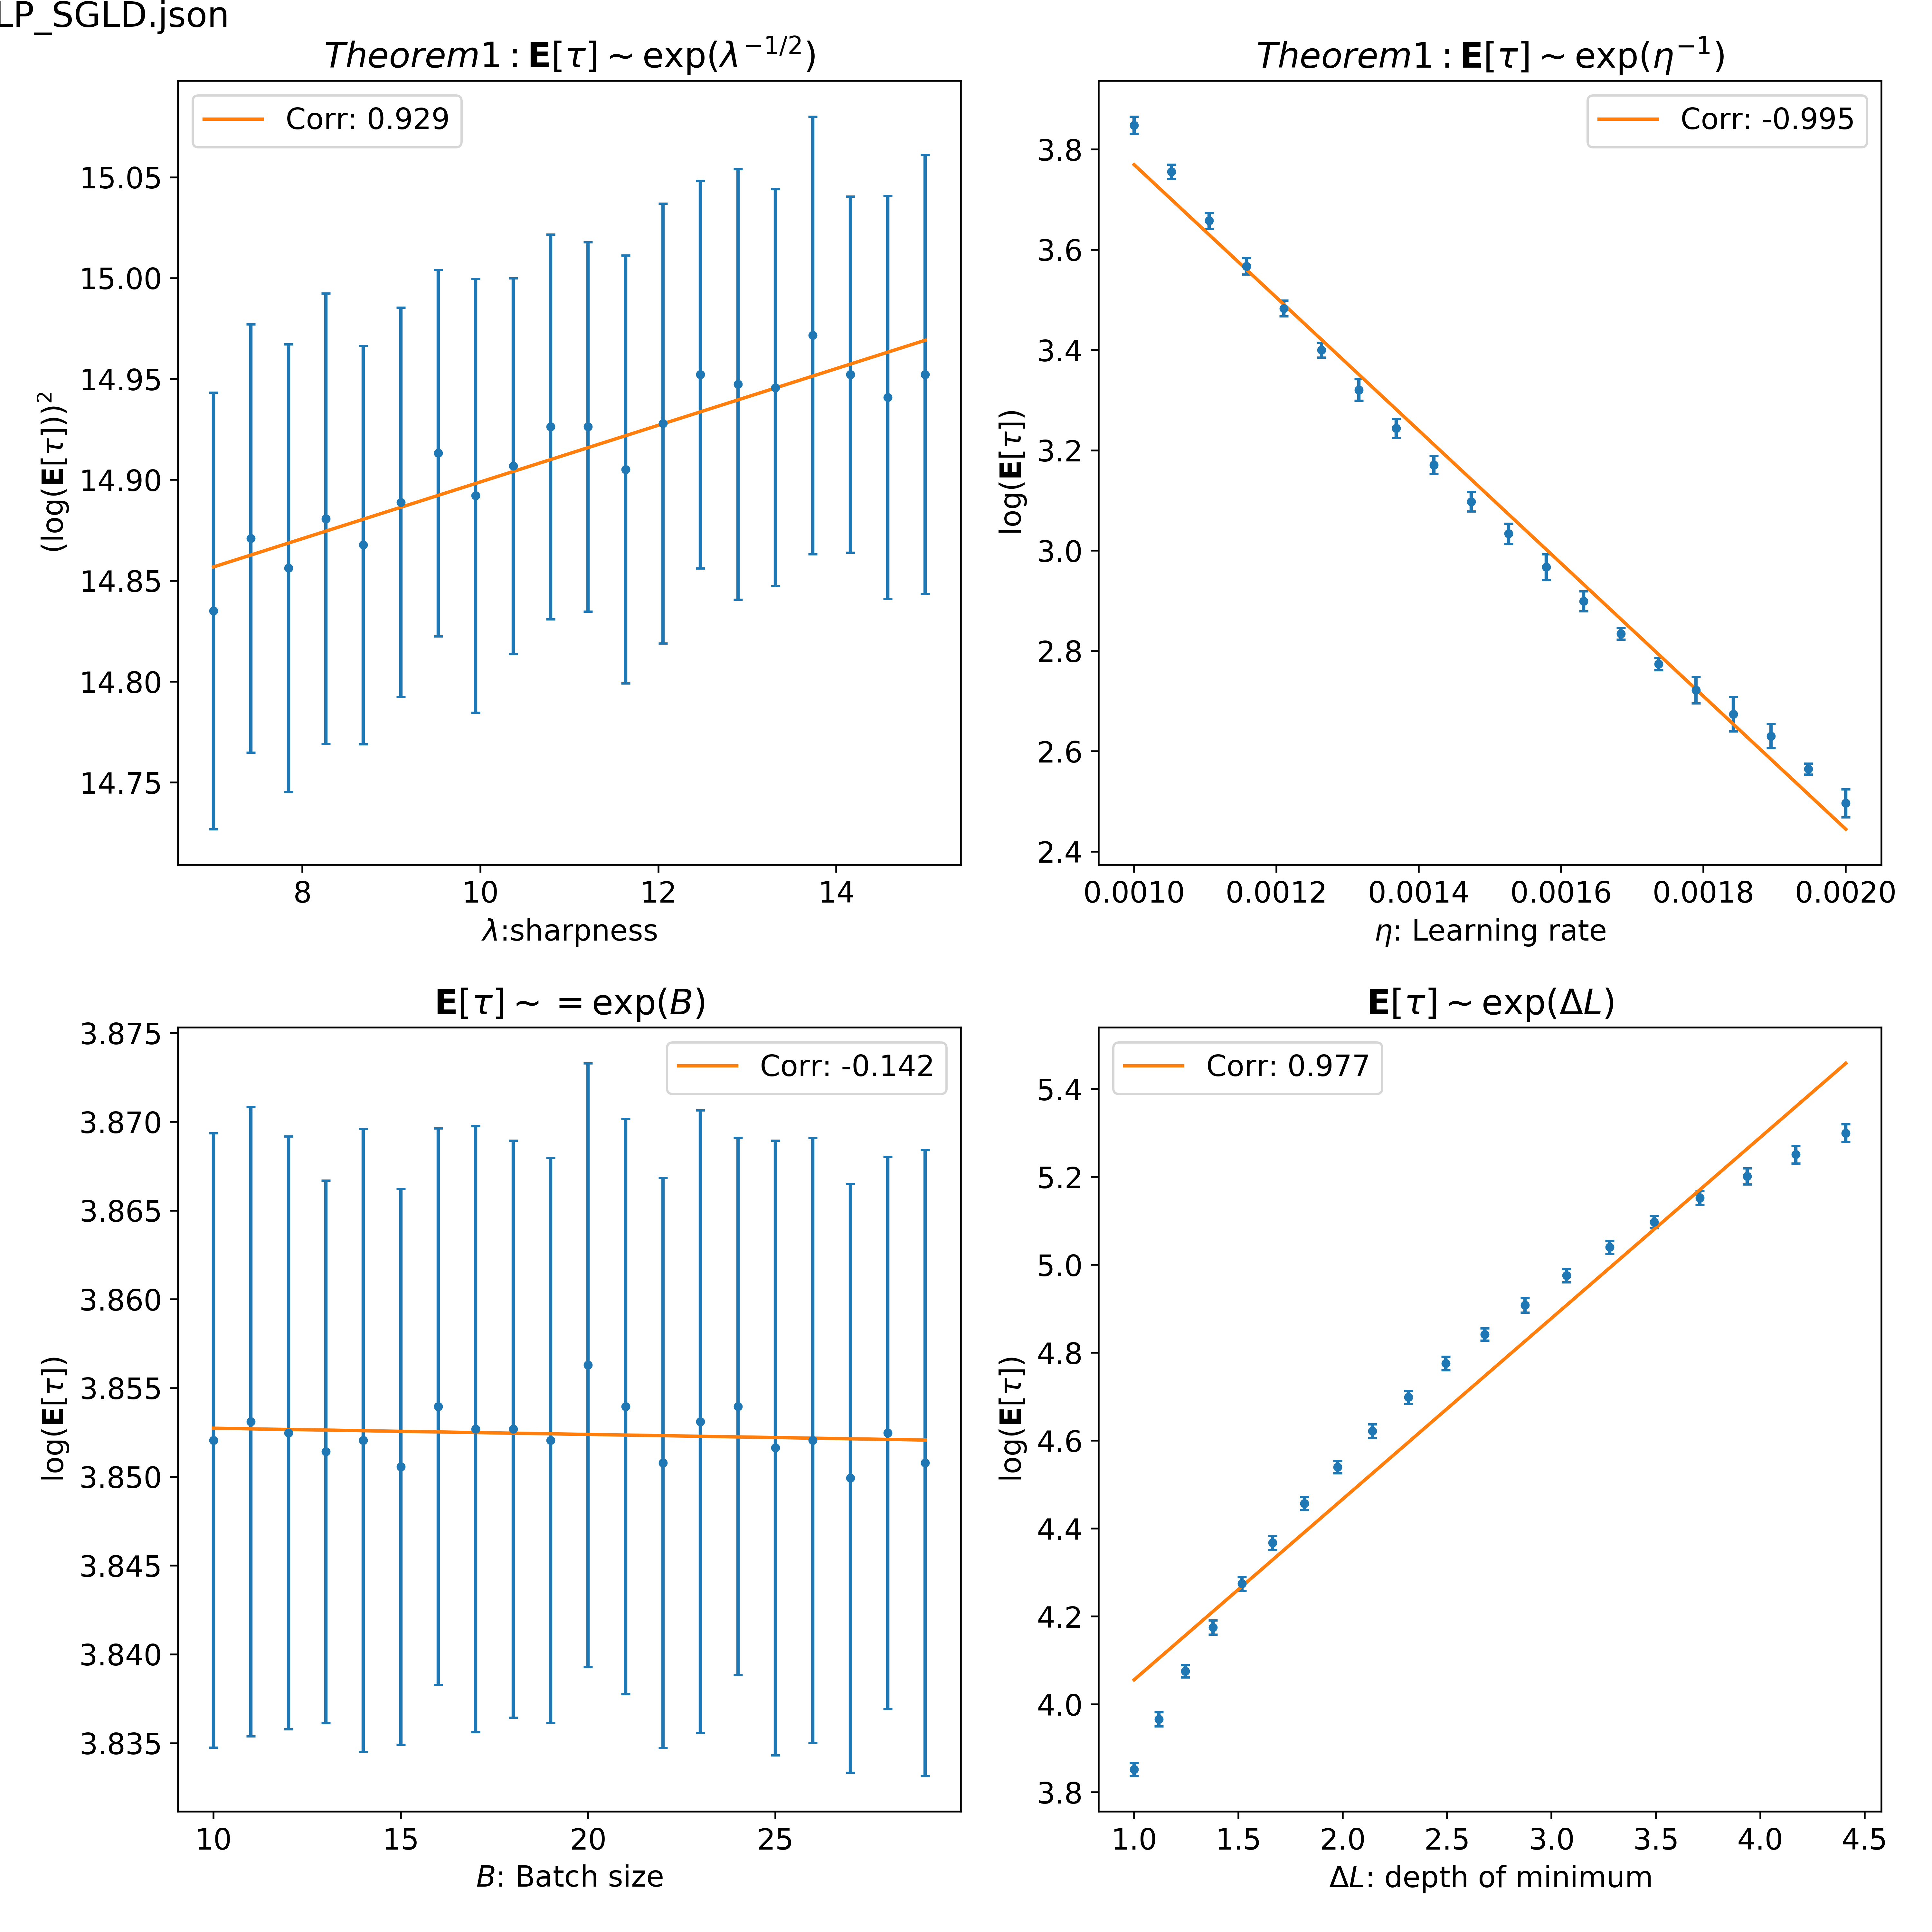 LP_SGLD.json
Theorem1 : E[τ] ∼ exp(λ^{−1/2})
Corr: 0.929
15.05
15.00
14.95
14.90
14.85
14.80
14.75
(log(E[τ]))²
8 10 12 14
λ:sharpness
Theorem1 : E[τ] ∼ exp(η^{−1})
Corr: -0.995
3.8
3.6
3.4
3.2
3.0
2.8
2.6
2.4
log(E[τ])
0.0010 0.0012 0.0014 0.0016 0.0018 0.0020
η: Learning rate
E[τ] ∼ = exp(B)
Corr: -0.142
3.875
3.870
3.865
3.860
3.855
3.850
3.845
3.840
3.835
log(E[τ])
10 15 20 25
B: Batch size
E[τ] ∼ exp(ΔL)
Corr: 0.977
5.4
5.2
5.0
4.8
4.6
4.4
4.2
4.0
3.8
log(E[τ])
1.0 1.5 2.0 2.5 3.0 3.5 4.0 4.5
ΔL: depth of minimum